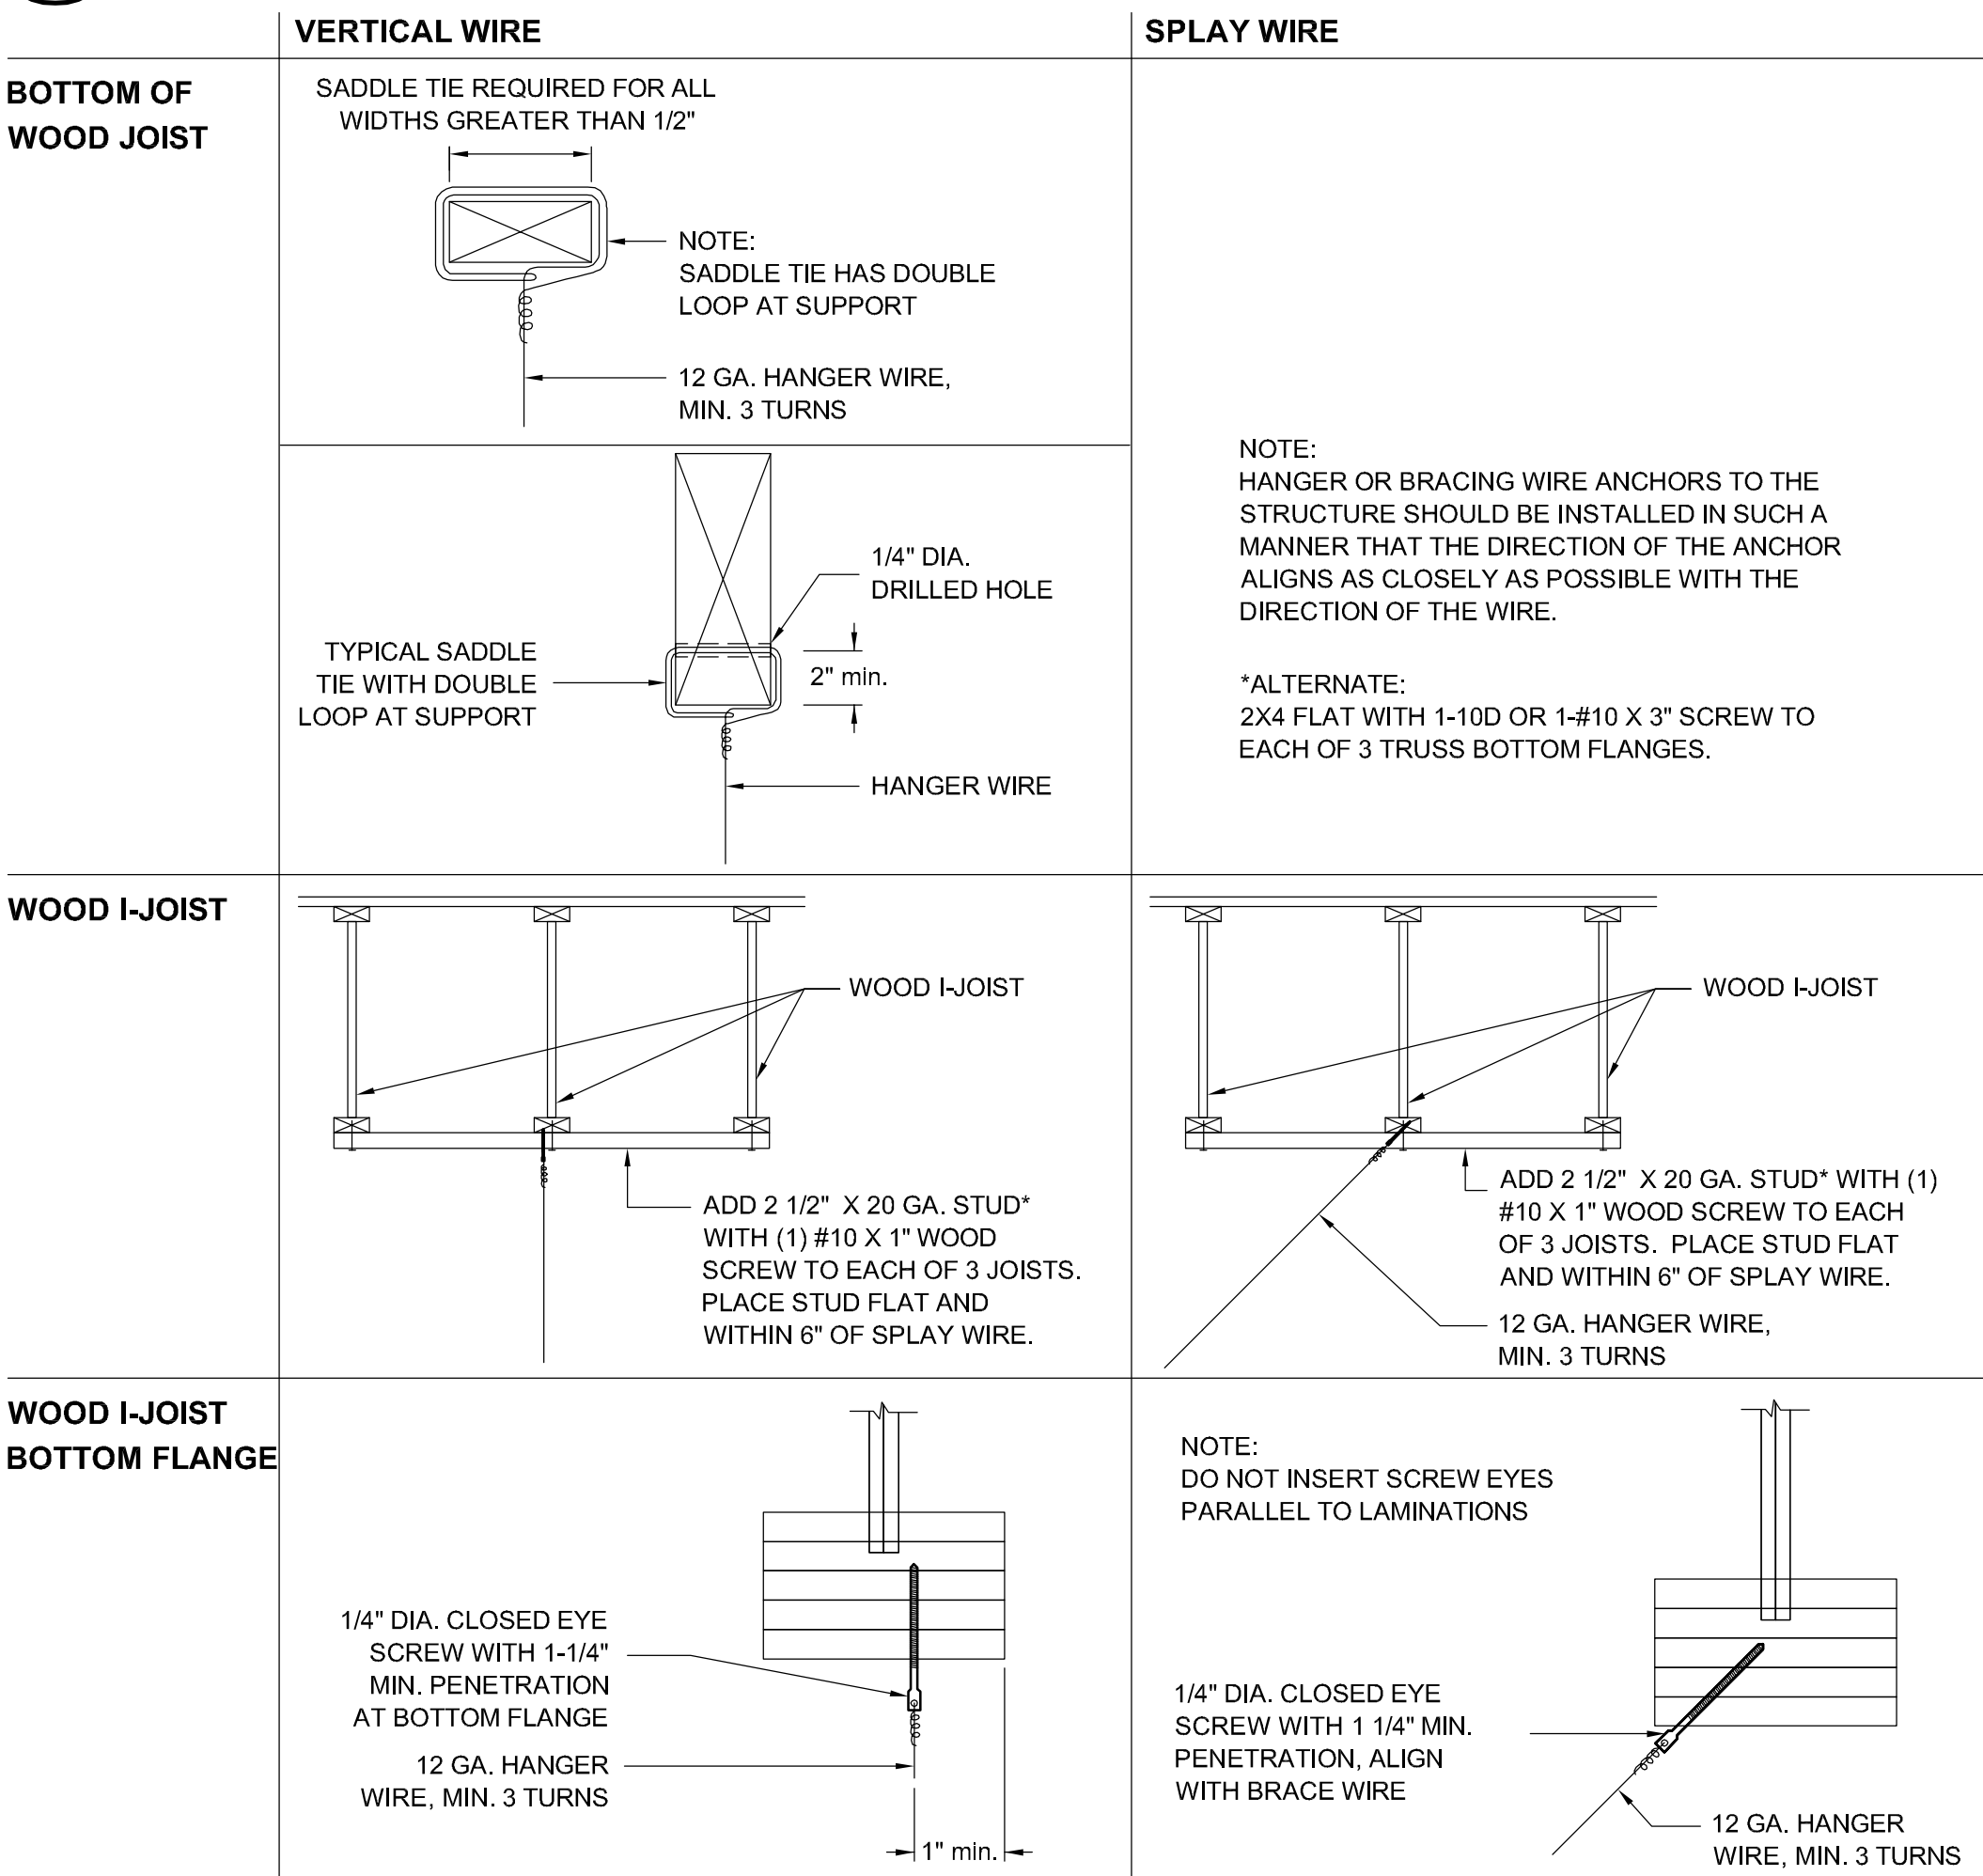 VERTICAL WIRE
SPLAY WIRE
BOTTOM OF
WOOD JOIST
SADDLE TIE REQUIRED FOR ALL
WIDTHS GREATER THAN 1/2"
NOTE:
SADDLE TIE HAS DOUBLE
LOOP AT SUPPORT
12 GA. HANGER WIRE,
MIN. 3 TURNS
1/4" DIA.
DRILLED HOLE
TYPICAL SADDLE
TIE WITH DOUBLE
LOOP AT SUPPORT
2" min.
HANGER WIRE
NOTE:
HANGER OR BRACING WIRE ANCHORS TO THE
STRUCTURE SHOULD BE INSTALLED IN SUCH A
MANNER THAT THE DIRECTION OF THE ANCHOR
ALIGNS AS CLOSELY AS POSSIBLE WITH THE
DIRECTION OF THE WIRE.
*ALTERNATE:
2X4 FLAT WITH 1-10D OR 1-#10 X 3" SCREW TO
EACH OF 3 TRUSS BOTTOM FLANGES.
WOOD I-JOIST
WOOD I-JOIST
ADD 2 1/2" X 20 GA. STUD*
WITH (1) #10 X 1" WOOD
SCREW TO EACH OF 3 JOISTS.
PLACE STUD FLAT AND
WITHIN 6" OF SPLAY WIRE.
WOOD I-JOIST
ADD 2 1/2" X 20 GA. STUD* WITH (1)
#10 X 1" WOOD SCREW TO EACH
OF 3 JOISTS. PLACE STUD FLAT
AND WITHIN 6" OF SPLAY WIRE.
12 GA. HANGER WIRE,
MIN. 3 TURNS
WOOD I-JOIST
BOTTOM FLANGE
1/4" DIA. CLOSED EYE
SCREW WITH 1-1/4"
MIN. PENETRATION
AT BOTTOM FLANGE
12 GA. HANGER
WIRE, MIN. 3 TURNS
1" min.
NOTE:
DO NOT INSERT SCREW EYES
PARALLEL TO LAMINATIONS
1/4" DIA. CLOSED EYE
SCREW WITH 1 1/4" MIN.
PENETRATION, ALIGN
WITH BRACE WIRE
12 GA. HANGER
WIRE, MIN. 3 TURNS